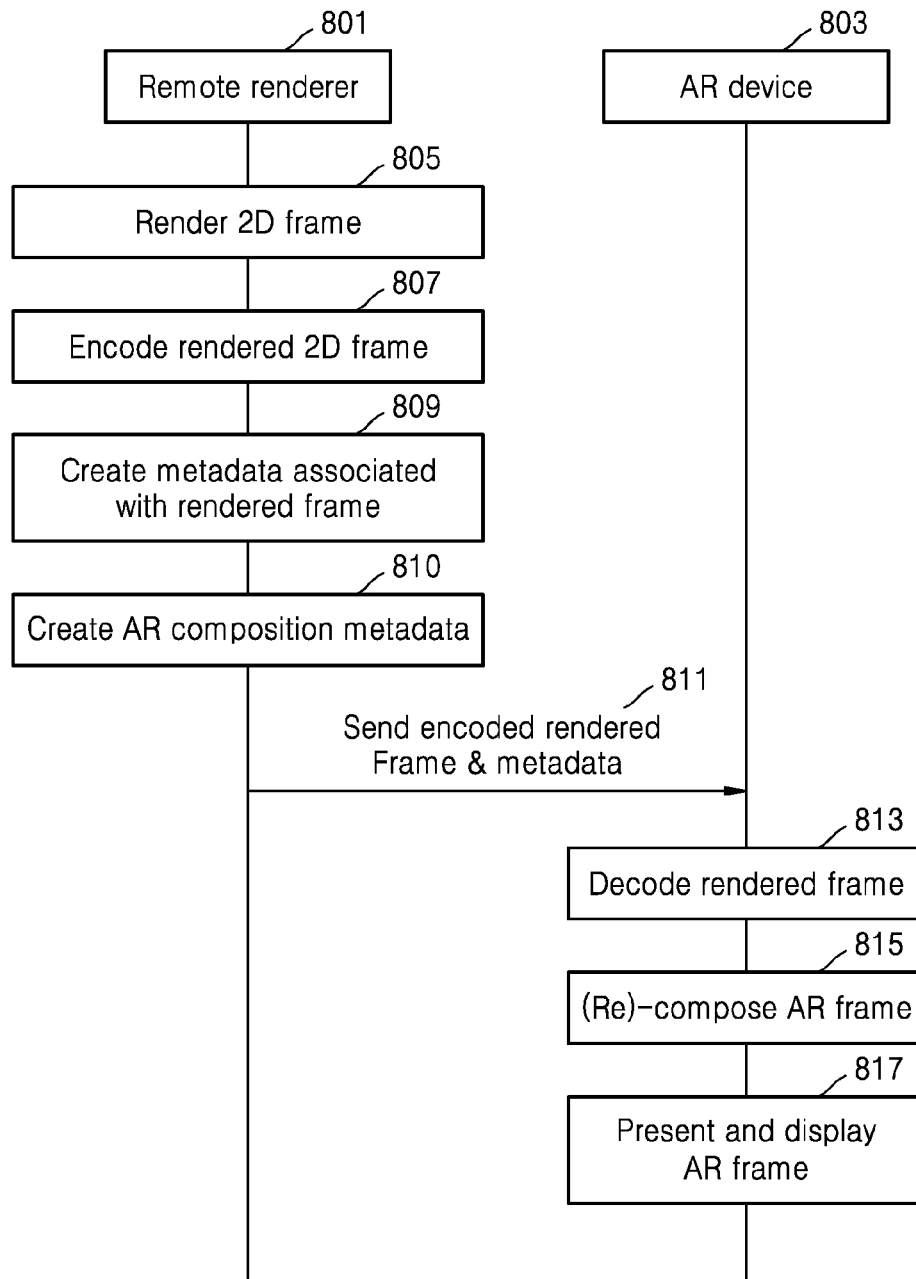 801
Remote renderer
803
AR device
805
Render 2D frame
807
Encode rendered 2D frame
809
Create metadata associated
with rendered frame
810
Create AR composition metadata
811
Send encoded rendered
Frame & metadata
813
Decode rendered frame
815
(Re)-compose AR frame
817
Present and display
AR frame